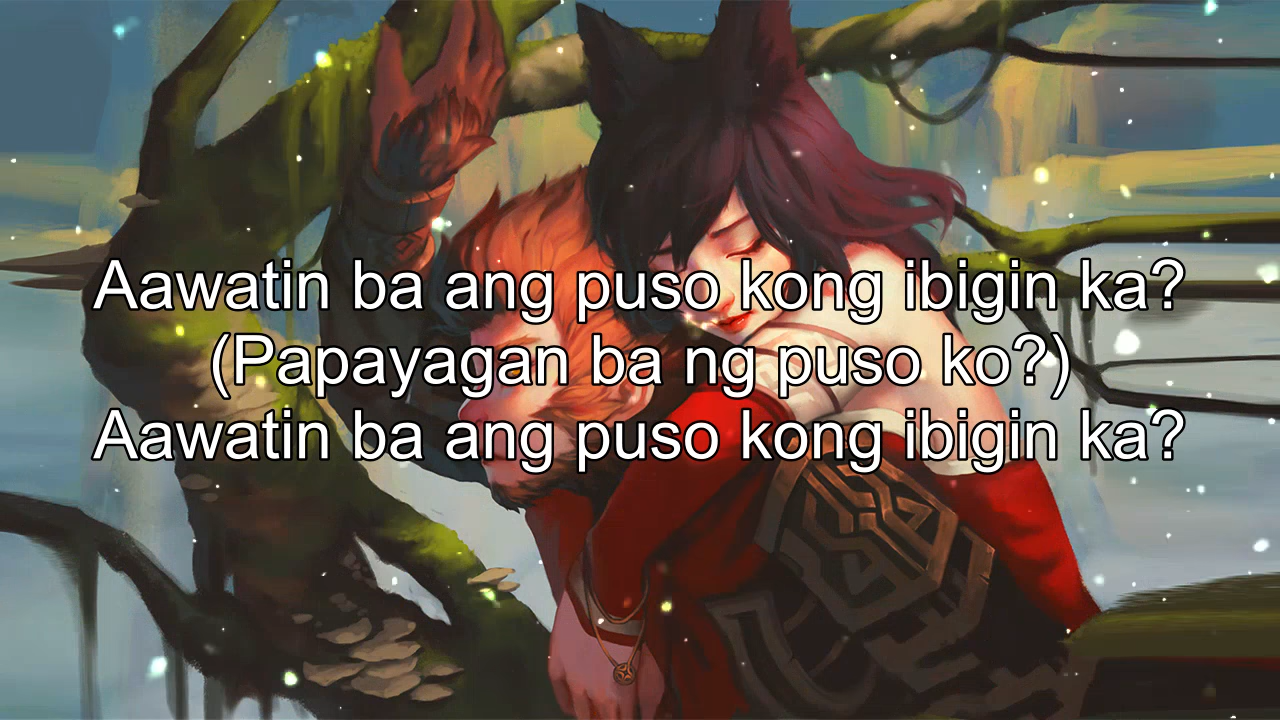 Aawatin ba ang puso kong ibigin ka?
(Papayagan ba ng puso ko?)
Aawatin ba ang puso kong ibigin ka?